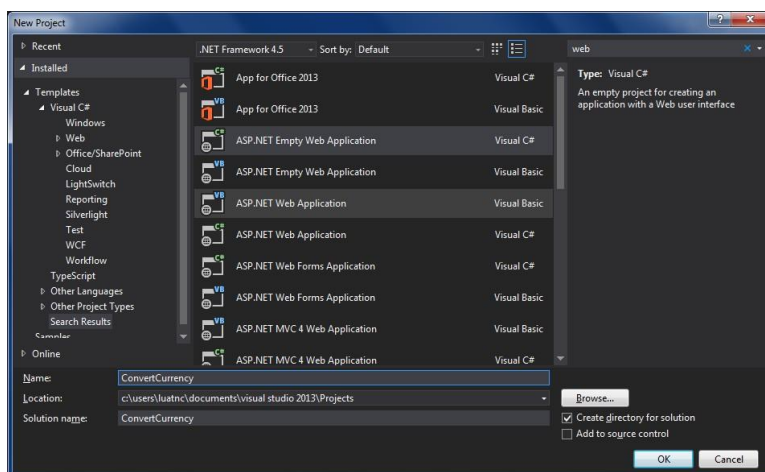 New Project
Recent
.NET Framework 4.5 Sort by: Default
web
Installed
Templates
Visual C#
Windows
Web
Office/SharePoint
Cloud
LightSwitch
Reporting
Silverlight
Test
WCF
Workflow
TypeScript
Other Languages
Other Project Types
Search Results
Samples
Online
App for Office 2013 Visual C#
App for Office 2013 Visual Basic
ASP.NET Empty Web Application Visual C#
ASP.NET Empty Web Application Visual Basic
ASP.NET Web Application Visual Basic
ASP.NET Web Application Visual C#
ASP.NET Web Forms Application Visual C#
ASP.NET Web Forms Application Visual Basic
ASP.NET MVC 4 Web Application Visual Basic
ASP.NET MVC 4 Web Application Visual C#
Type: Visual C#
An empty project for creating an
application with a Web user interface
Name: ConvertCurrency
Location: c:\users\luatnc\documents\visual studio 2013\Projects
Browse...
Solution name: ConvertCurrency
Create directory for solution
Add to source control
OK Cancel